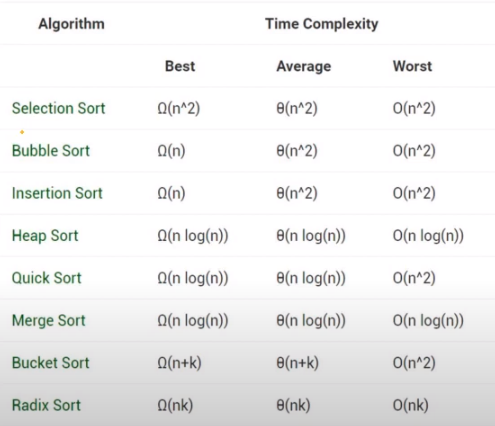 Algorithm Time Complexity
Best Average Worst
Selection Sort Ω(n^2) θ(n^2) O(n^2)
Bubble Sort Ω(n) θ(n^2) O(n^2)
Insertion Sort Ω(n) θ(n^2) O(n^2)
Heap Sort Ω(n log(n)) θ(n log(n)) O(n log(n))
Quick Sort Ω(n log(n)) θ(n log(n)) O(n^2)
Merge Sort Ω(n log(n)) θ(n log(n)) O(n log(n))
Bucket Sort Ω(n+k) θ(n+k) O(n^2)
Radix Sort Ω(nk) θ(nk) O(nk)